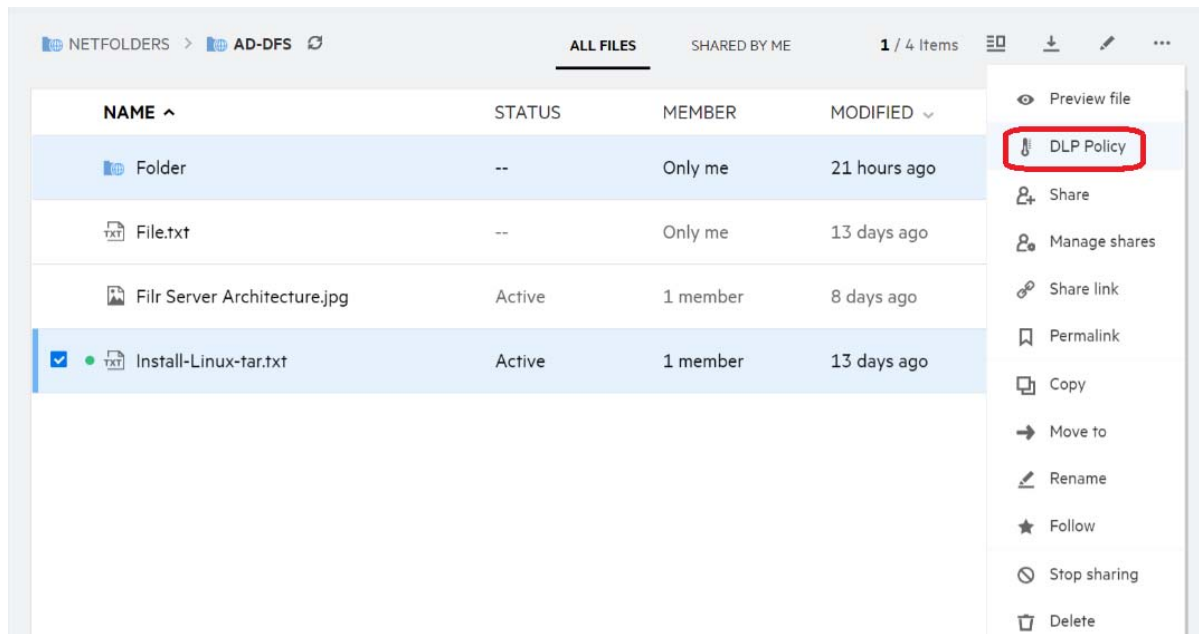 NETFOLDERS > AD-DFS ALL FILES SHARED BY ME 1 / 4 Items ...
NAME STATUS MEMBER MODIFIED
Folder -- Only me 21 hours ago
TXT File.txt -- Only me 13 days ago
Filr Server Architecture.jpg Active 1 member 8 days ago
TXT Install-Linux-tar.txt Active 1 member 13 days ago
Preview file
DLP Policy
Share
Manage shares
Share link
Permalink
Copy
Move to
Rename
Follow
Stop sharing
Delete